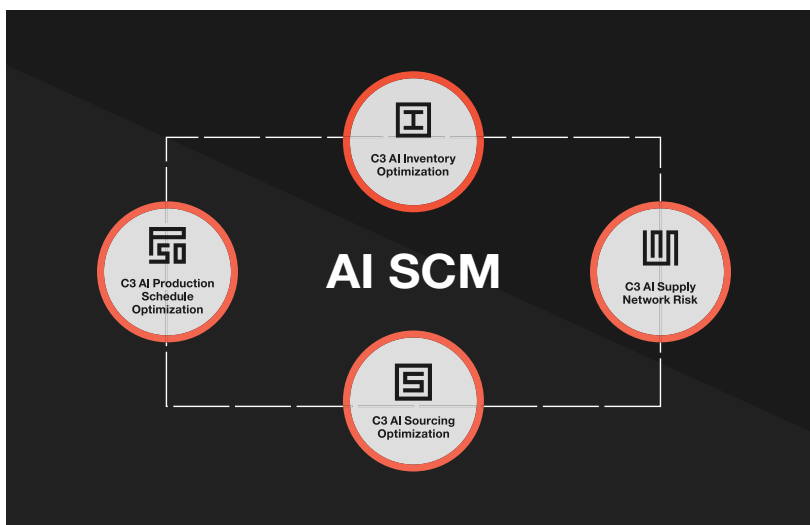 I
C3 AI Inventory
Optimization
PSO
C3 AI Production
Schedule
Optimization
AI SCM
C3 AI Supply
Network Risk
S
C3 AI Sourcing
Optimization